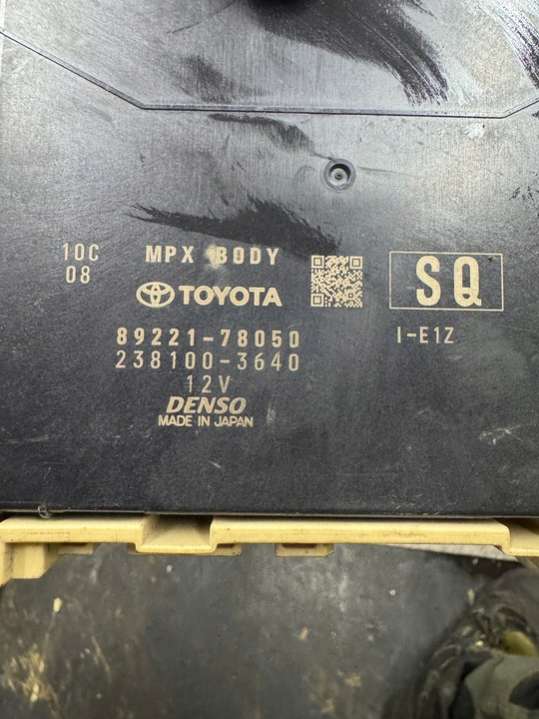 10C
08
MPX BODY
TOYOTA
89221-78050
238100-3640
12V
DENSO
MADE IN JAPAN
SQ
I-E1Z